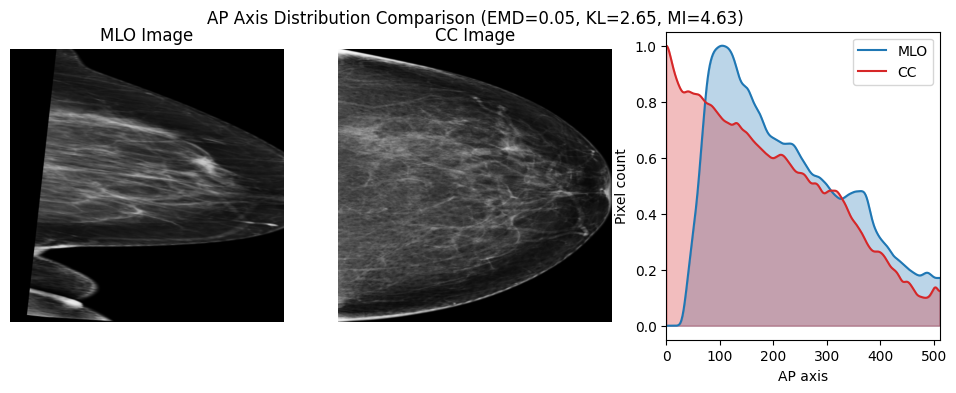 AP Axis Distribution Comparison (EMD=0.05, KL=2.65, MI=4.63)
MLO Image
CC Image
MLO
CC
Pixel count
1.0
0.8
0.6
0.4
0.2
0.0
0 100 200 300 400 500
AP axis